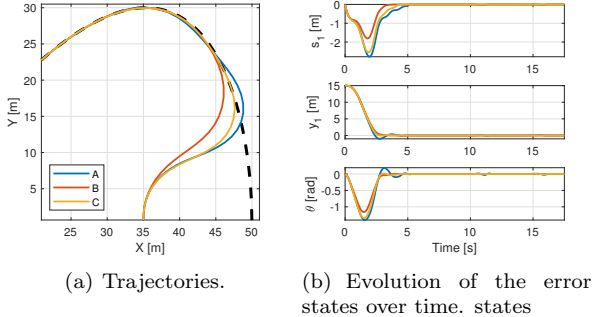 30
25
20
15
10
5
Y [m]
A
B
C
25 30 35 40 45 50
X [m]
0
-1
-2
s1 [m]
0 5 10 15
15
10
5
0
y1 [m]
0 5 10 15
0
-0.5
-1
θ [rad]
0 5 10 15
Time [s]
(a) Trajectories.
(b) Evolution of the error
states over time. states